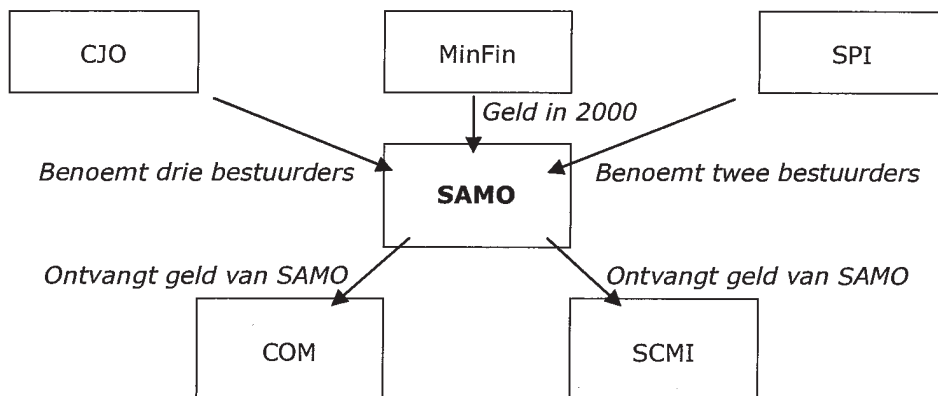 CJO
MinFin
SPI
Geld in 2000
Benoemt drie bestuurders
Benoemt twee bestuurders
SAMO
Ontvangt geld van SAMO
Ontvangt geld van SAMO
COM
SCMI